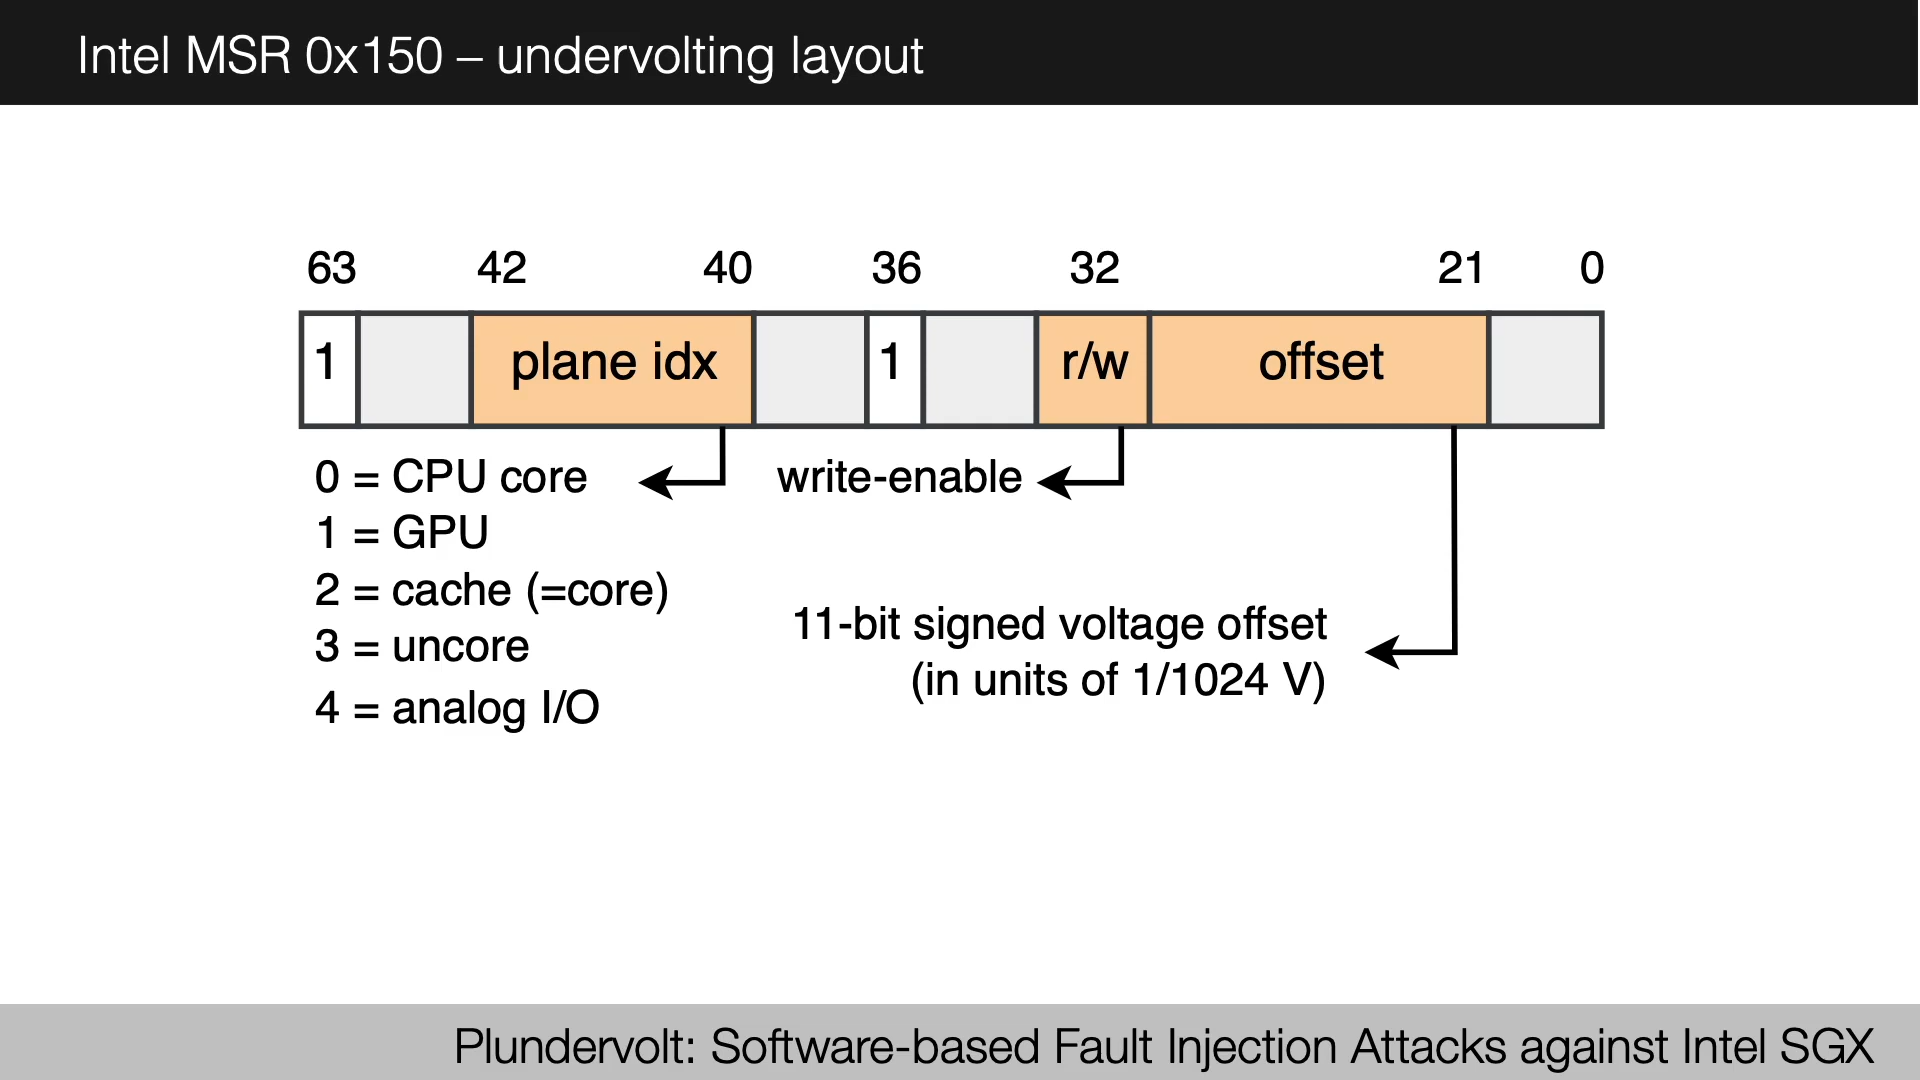 Intel MSR 0x150 – undervolting layout
63 42 40 36 32 21 0
1 plane idx 1 r/w offset
0 = CPU core
1 = GPU
2 = cache (=core)
3 = uncore
4 = analog I/O
write-enable
11-bit signed voltage offset
(in units of 1/1024 V)
Plundervolt: Software-based Fault Injection Attacks against Intel SGX